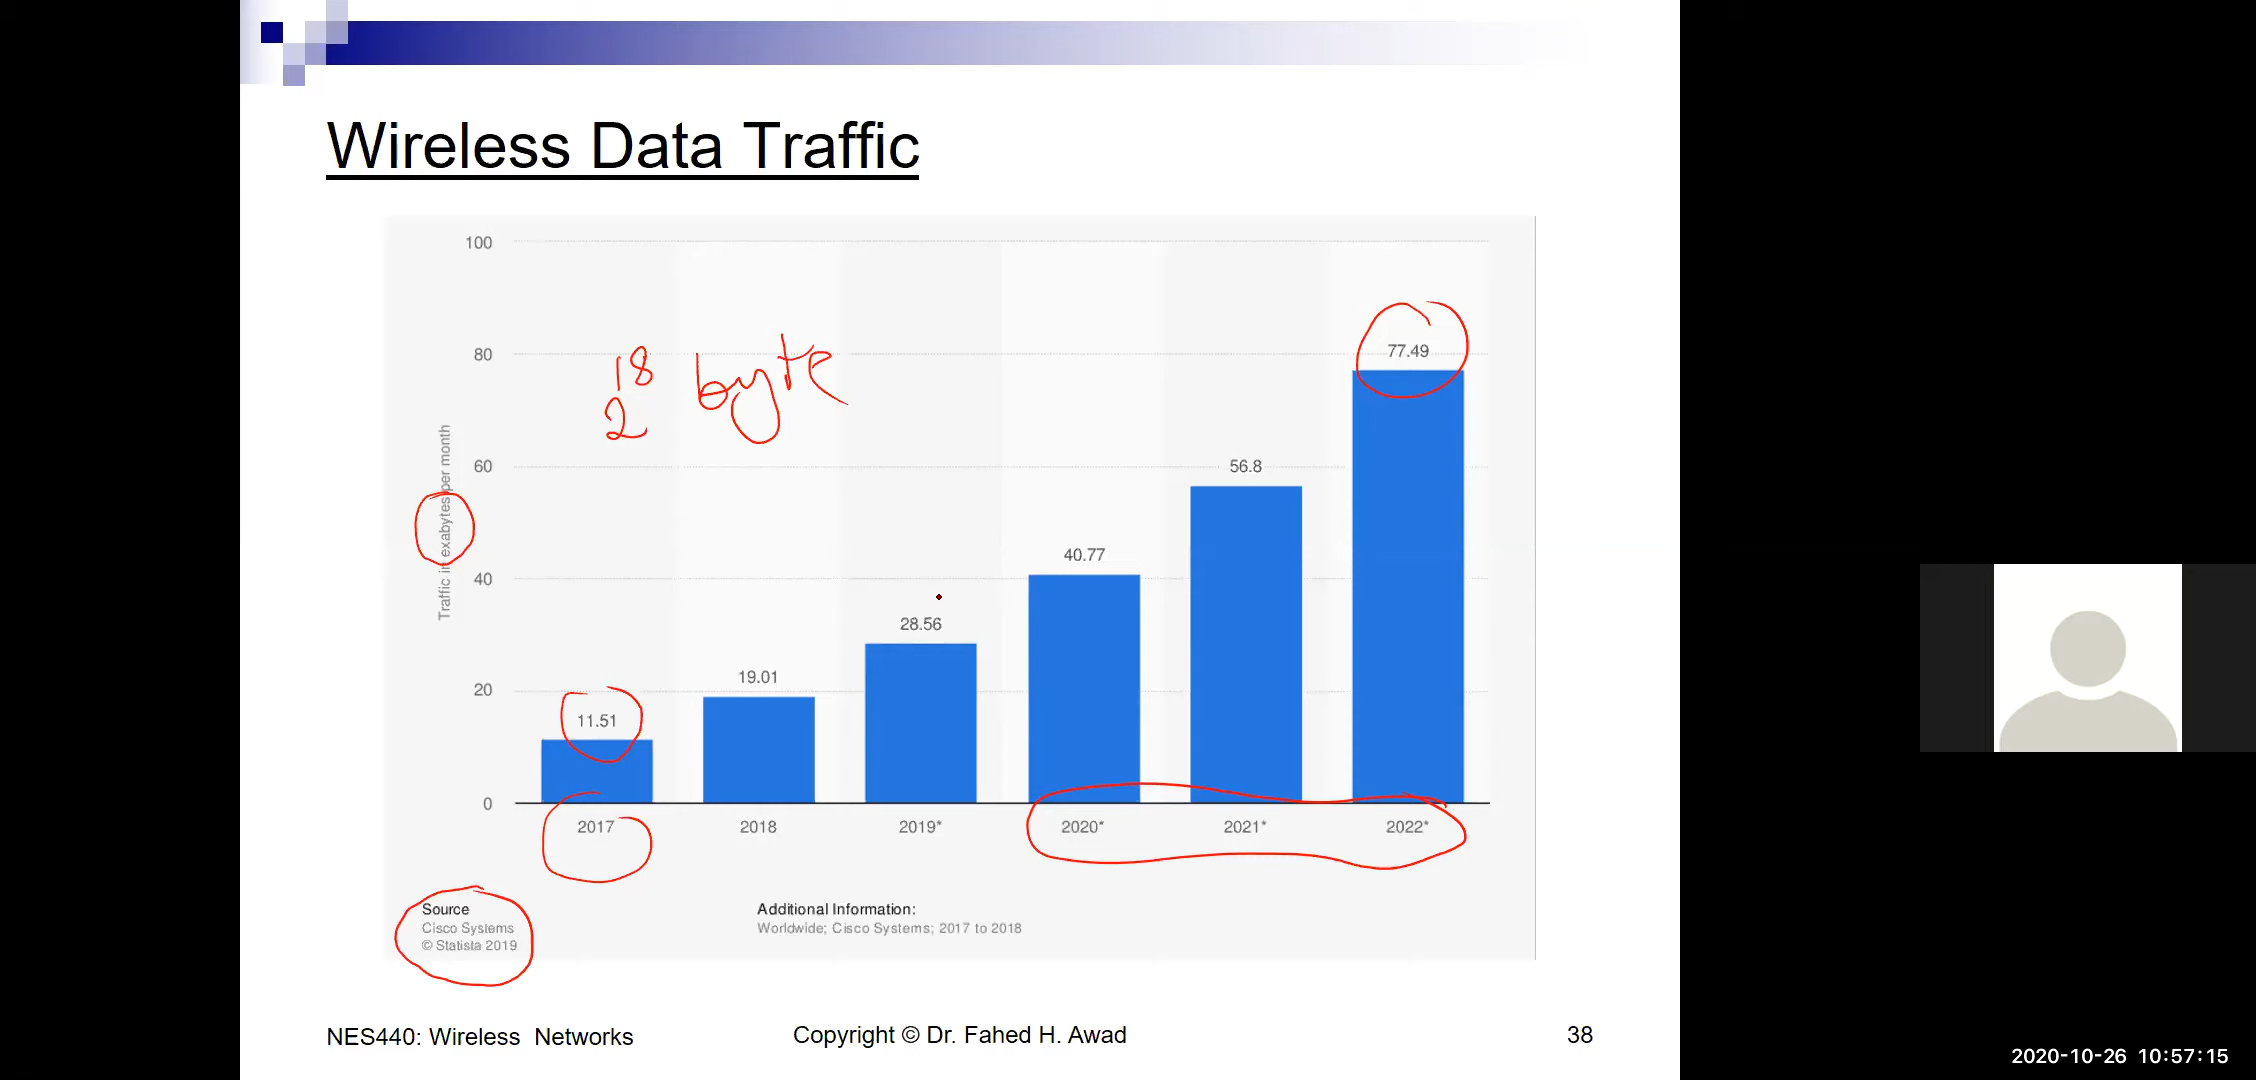 Wireless Data Traffic
100
80
60
40
20
0
Traffic in exabytes per month
18
2 byte
11.51
19.01
28.56
40.77
56.8
77.49
2017 2018 2019* 2020* 2021* 2022*
Source
Cisco Systems
© Statista 2019
Additional Information:
Worldwide; Cisco Systems; 2017 to 2018
NES440: Wireless Networks Copyright © Dr. Fahed H. Awad 38
2020-10-26 10:57:15